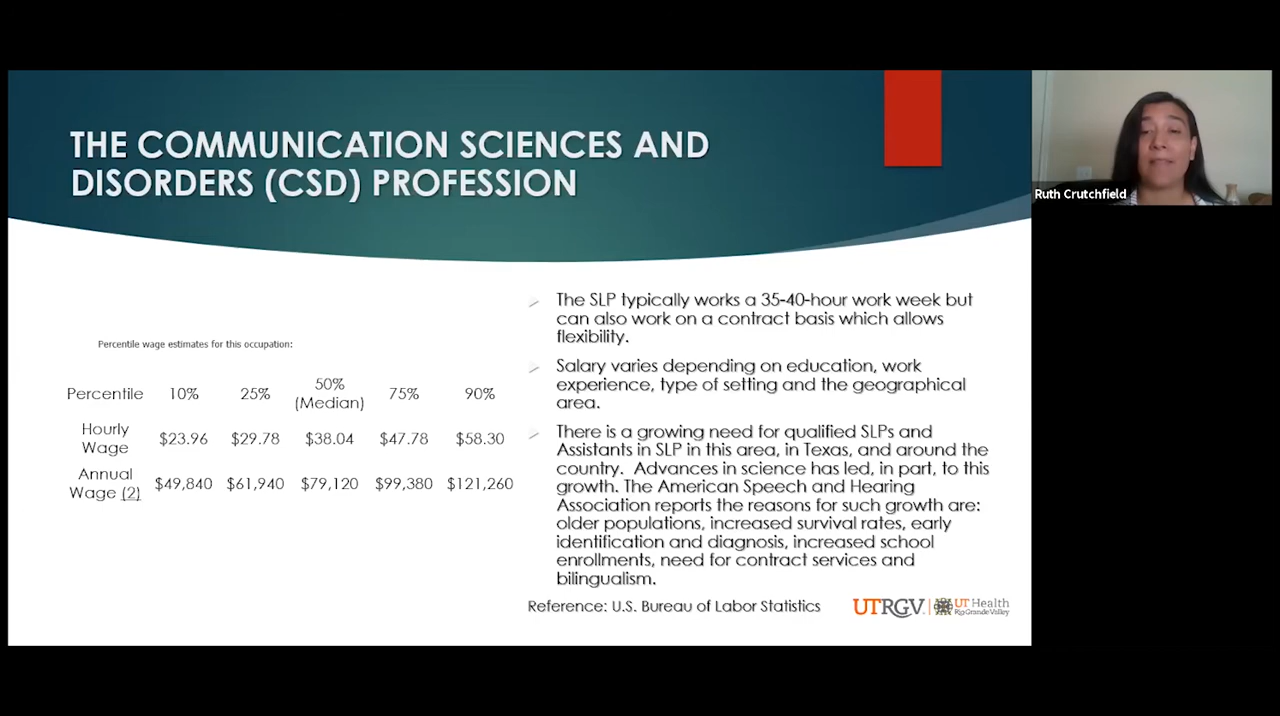 THE COMMUNICATION SCIENCES AND
DISORDERS (CSD) PROFESSION
Ruth Crutchfield
Percentile wage estimates for this occupation:
Percentile 10% 25% 50% (Median) 75% 90%
Hourly Wage $23.96 $29.78 $38.04 $47.78 $58.30
Annual Wage (2) $49,840 $61,940 $79,120 $99,380 $121,260
The SLP typically works a 35-40-hour work week but
can also work on a contract basis which allows
flexibility.
Salary varies depending on education, work
experience, type of setting and the geographical
area.
There is a growing need for qualified SLPs and
Assistants in SLP in this area, in Texas, and around the
country. Advances in science has led, in part, to this
growth. The American Speech and Hearing
Association reports the reasons for such growth are:
older populations, increased survival rates, early
identification and diagnosis, increased school
enrollments, need for contract services and
bilingualism.
Reference: U.S. Bureau of Labor Statistics
UTRGV
UT Health
Rio Grande Valley